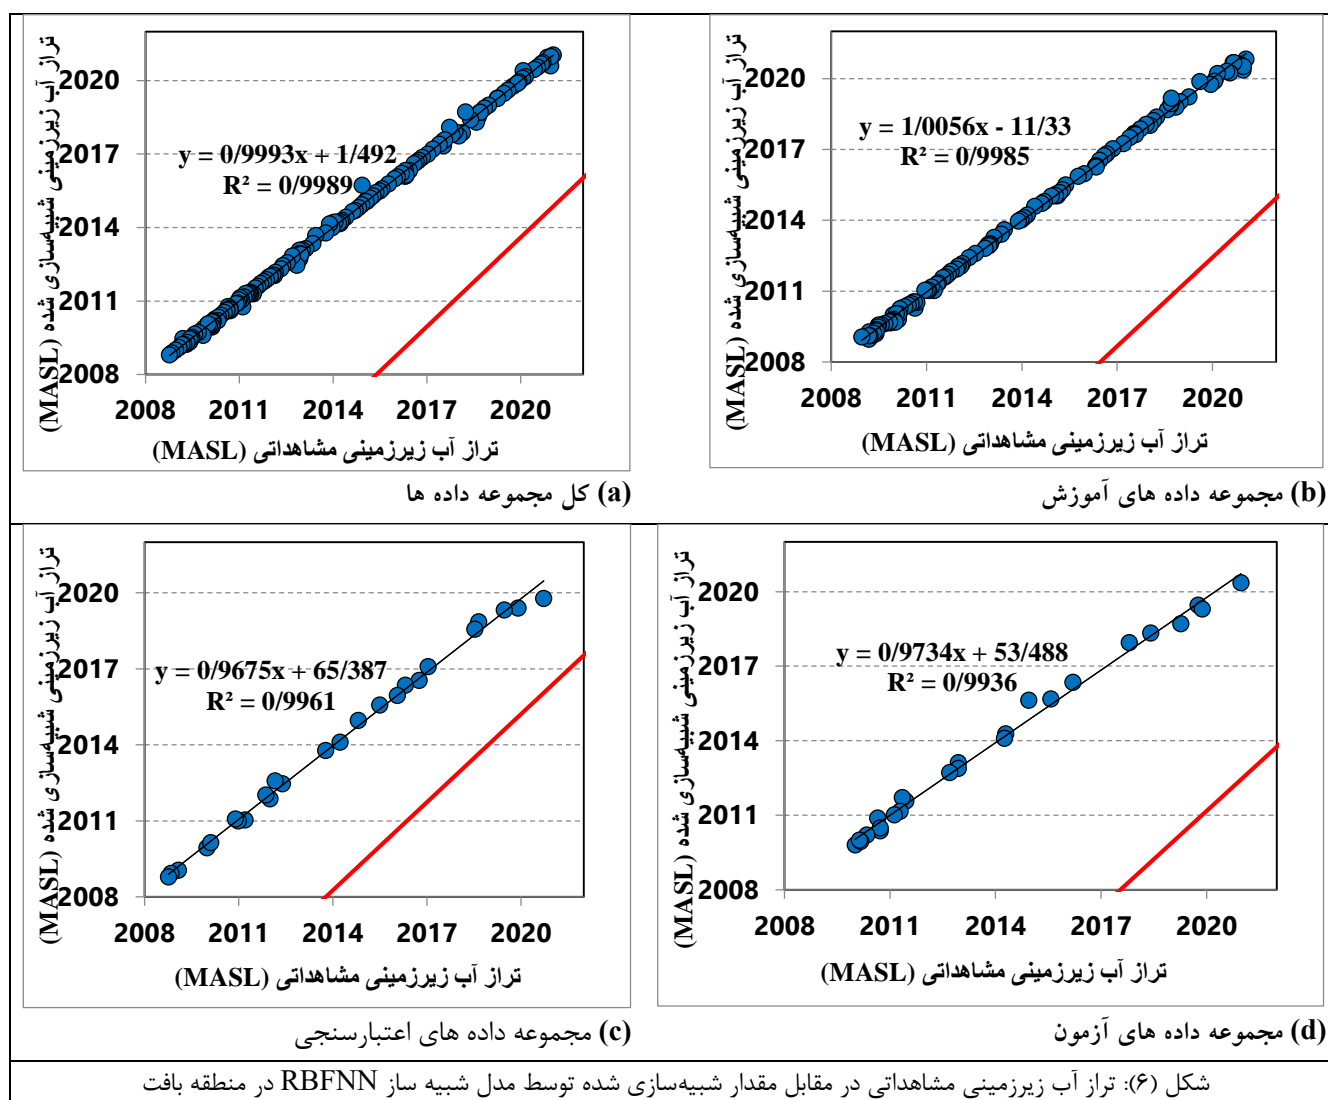 تراز آب زیرزمینی شبیه‌سازی شده (MASL)
2020
2017
2014
2011
2008
y = 0/9993x + 1/492
R² = 0/9989
2008 2011 2014 2017 2020
تراز آب زیرزمینی مشاهداتی (MASL)
(a) کل مجموعه داده ها
تراز آب زیرزمینی شبیه‌سازی شده (MASL)
2020
2017
2014
2011
2008
y = 1/0056x - 11/33
R² = 0/9985
2008 2011 2014 2017 2020
تراز آب زیرزمینی مشاهداتی (MASL)
(b) مجموعه داده های آموزش
تراز آب زیرزمینی شبیه‌سازی شده (MASL)
2020
2017
2014
2011
2008
y = 0/9675x + 65/387
R² = 0/9961
2008 2011 2014 2017 2020
تراز آب زیرزمینی مشاهداتی (MASL)
(c) مجموعه داده های اعتبارسنجی
تراز آب زیرزمینی شبیه‌سازی شده (MASL)
2020
2017
2014
2011
2008
y = 0/9734x + 53/488
R² = 0/9936
2008 2011 2014 2017 2020
تراز آب زیرزمینی مشاهداتی (MASL)
(d) مجموعه داده های آزمون
شکل (۶): تراز آب زیرزمینی مشاهداتی در مقابل مقدار شبیه‌سازی شده توسط مدل شبیه ساز RBFNN در منطقه بافت